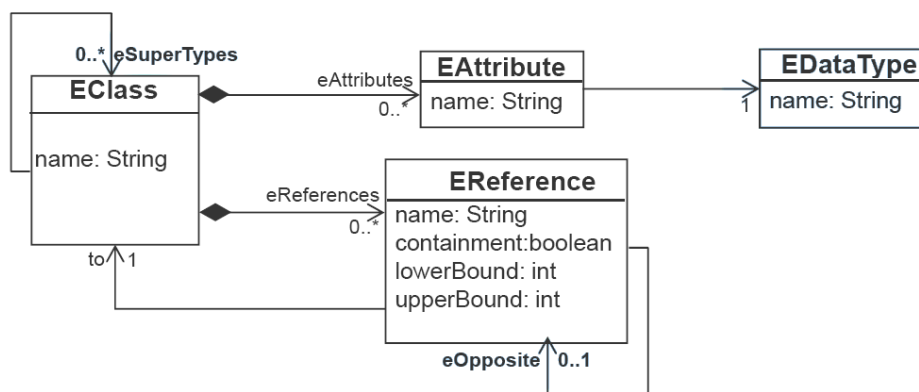 0..* eSuperTypes
EClass
name: String
eAttributes
0..*
EAttribute
name: String
1
EDataType
name: String
eReferences
0..*
EReference
name: String
containment:boolean
lowerBound: int
upperBound: int
to 1
eOpposite 0..1